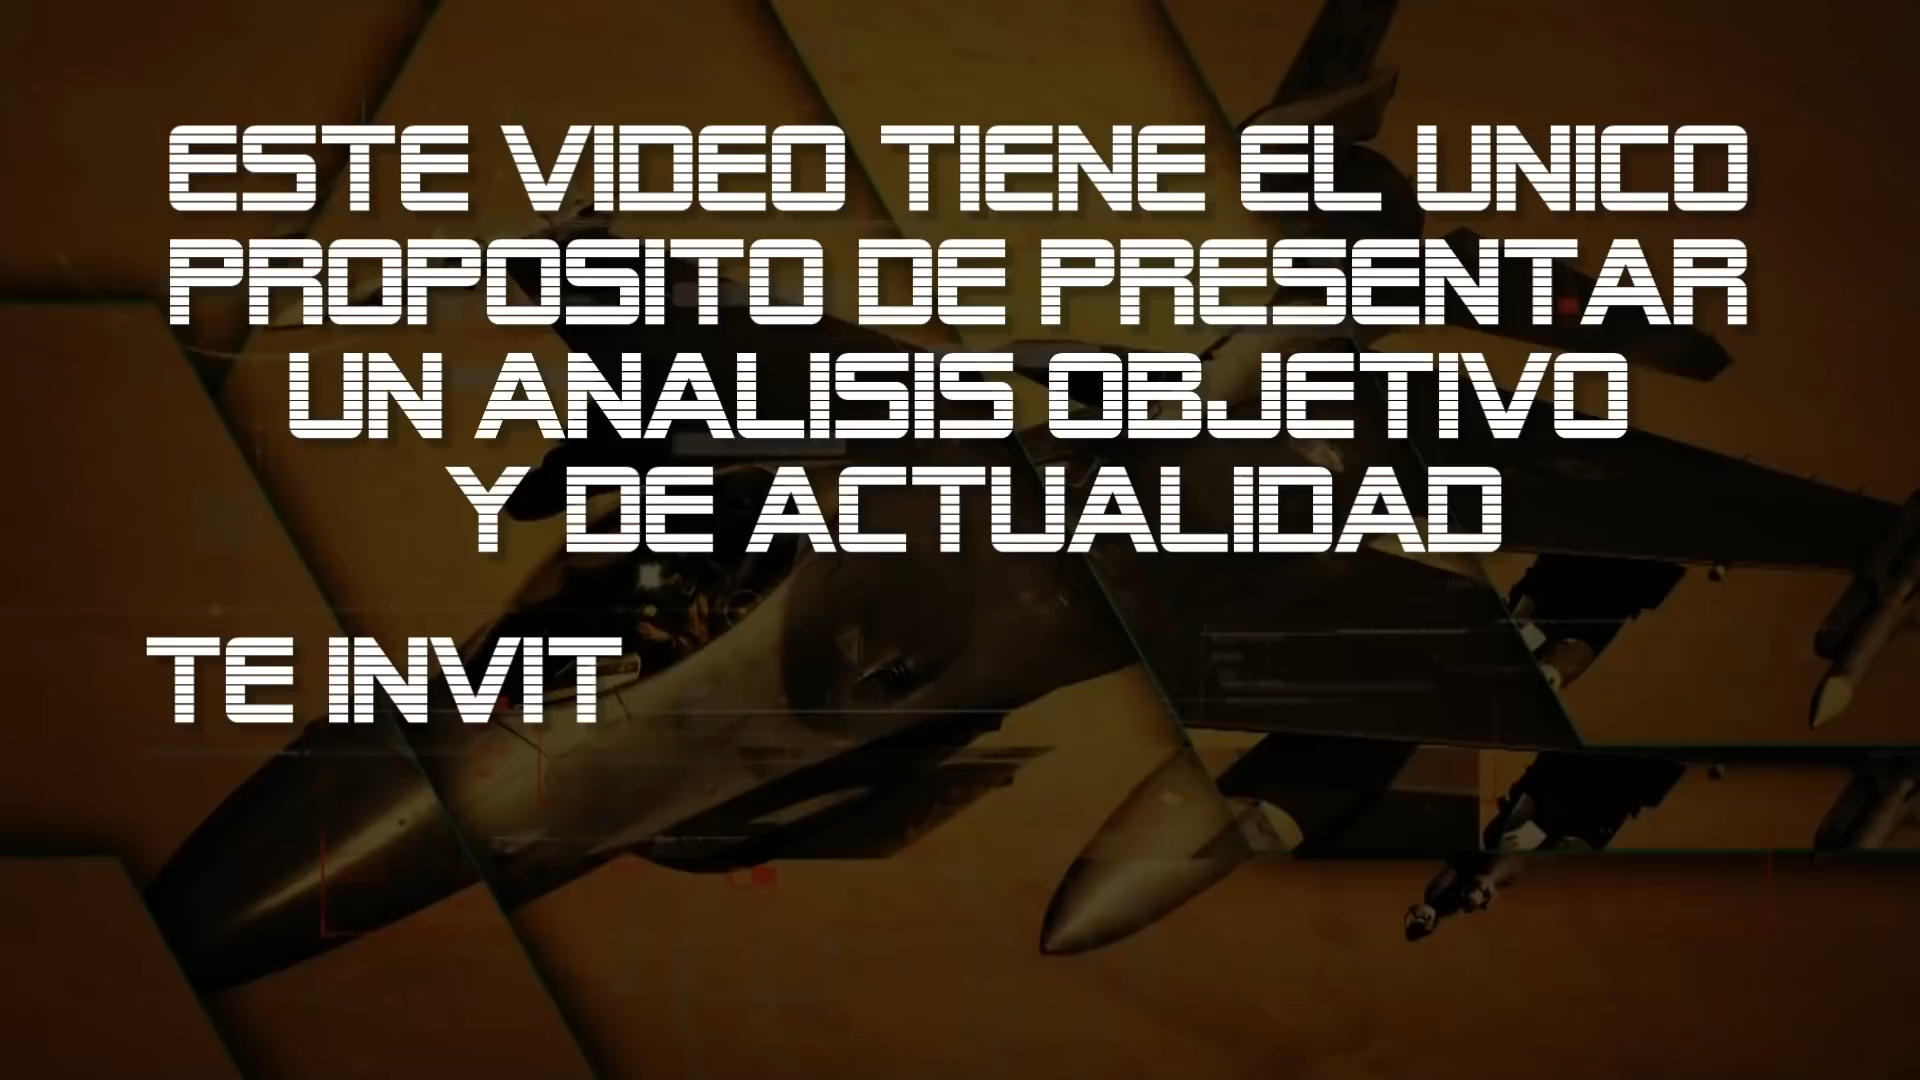 ESTE VIDEO TIENE EL UNICO
PROPOSITO DE PRESENTAR
UN ANALISIS OBJETIVO
Y DE ACTUALIDAD
TE INVIT